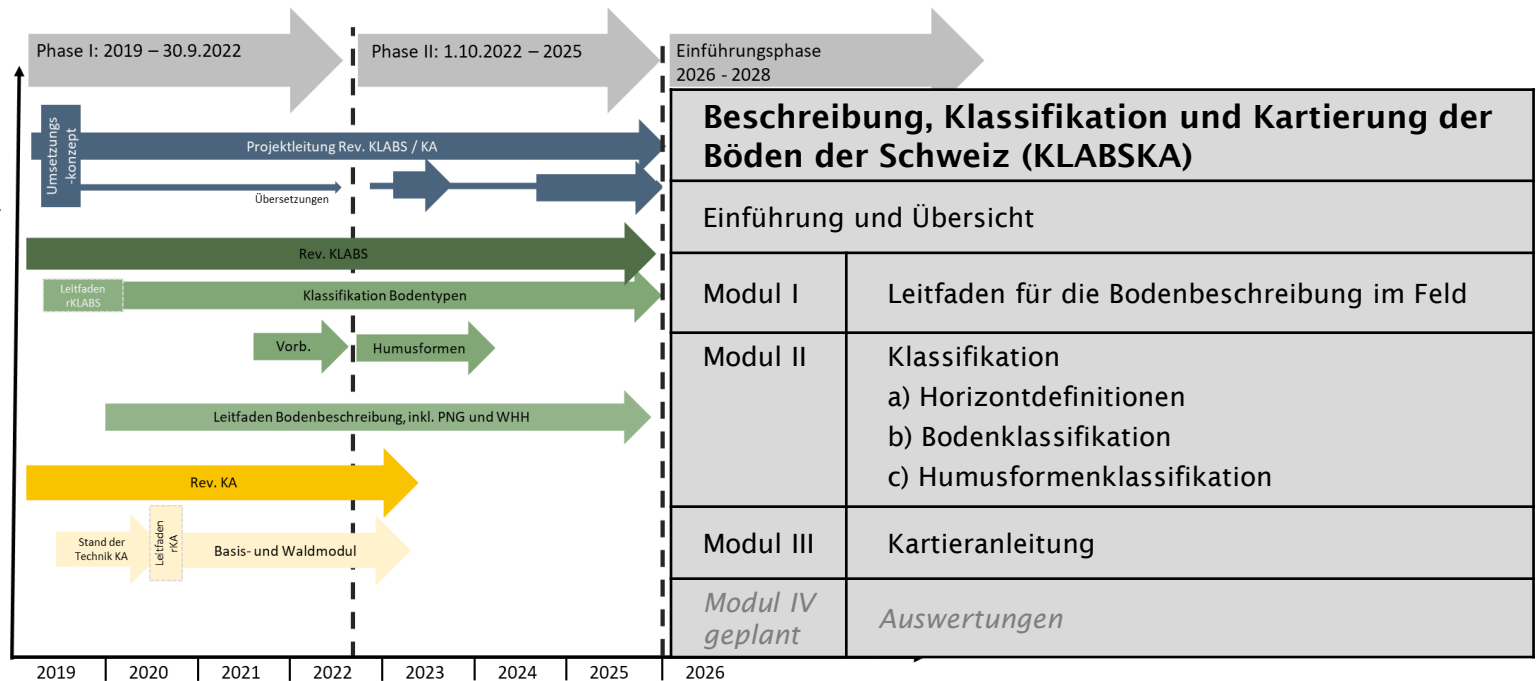 Phase I: 2019 – 30.9.2022
Phase II: 1.10.2022 – 2025
Einführungsphase
2026 - 2028
Umsetzungs
-konzept
Projektleitung Rev. KLABS / KA
Übersetzungen
Rev. KLABS
Leitfaden
rKLABS
Klassifikation Bodentypen
Vorb.
Humusformen
Leitfaden Bodenbeschreibung, inkl. PNG und WHH
Rev. KA
Stand der
Technik KA
Leitfaden
rKA
Basis- und Waldmodul
2019
2020
2021
2022
2023
2024
2025
2026
Beschreibung, Klassifikation und Kartierung der
Böden der Schweiz (KLABSKA)
Einführung und Übersicht
Modul I
Leitfaden für die Bodenbeschreibung im Feld
Modul II
Klassifikation
a) Horizontdefinitionen
b) Bodenklassifikation
c) Humusformenklassifikation
Modul III
Kartieranleitung
Modul IV
geplant
Auswertungen